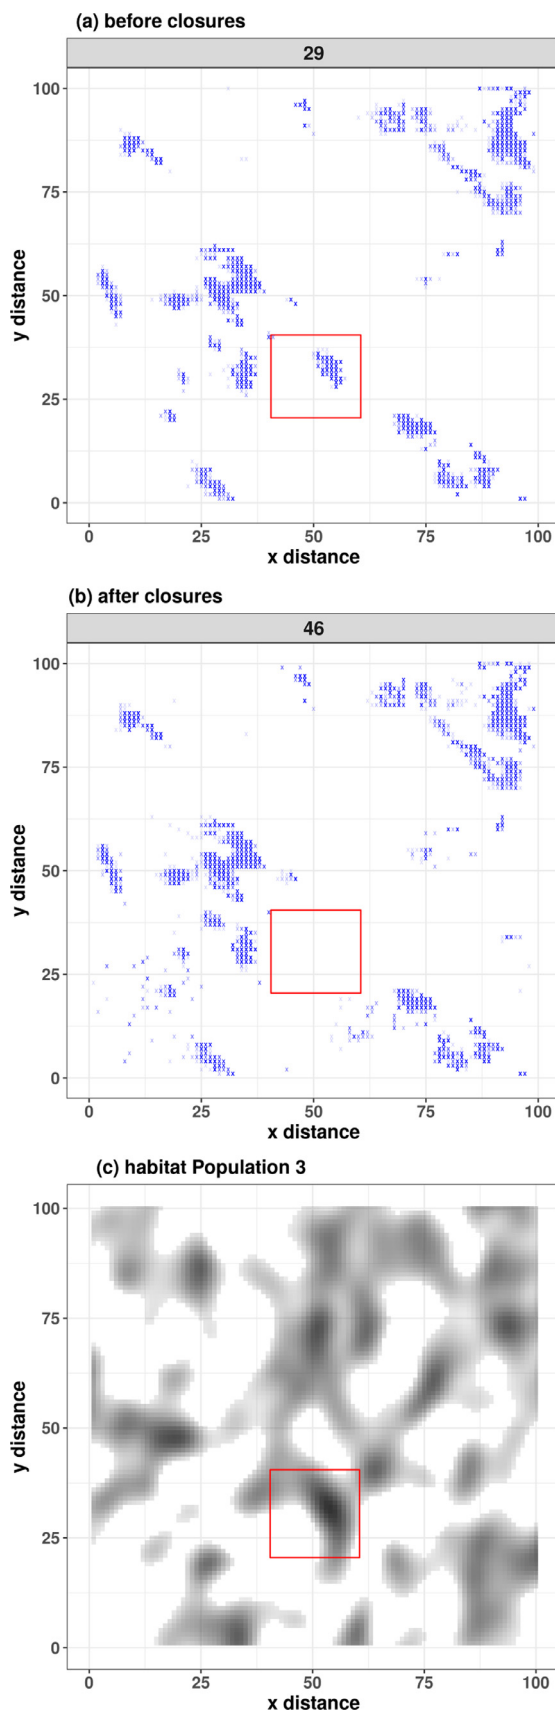 (a) before closures
29
100
75
50
25
0
y distance
0 25 50 75 100
x distance
(b) after closures
46
100
75
50
25
0
y distance
0 25 50 75 100
x distance
(c) habitat Population 3
100
75
50
25
0
y distance
0 25 50 75 100
x distance